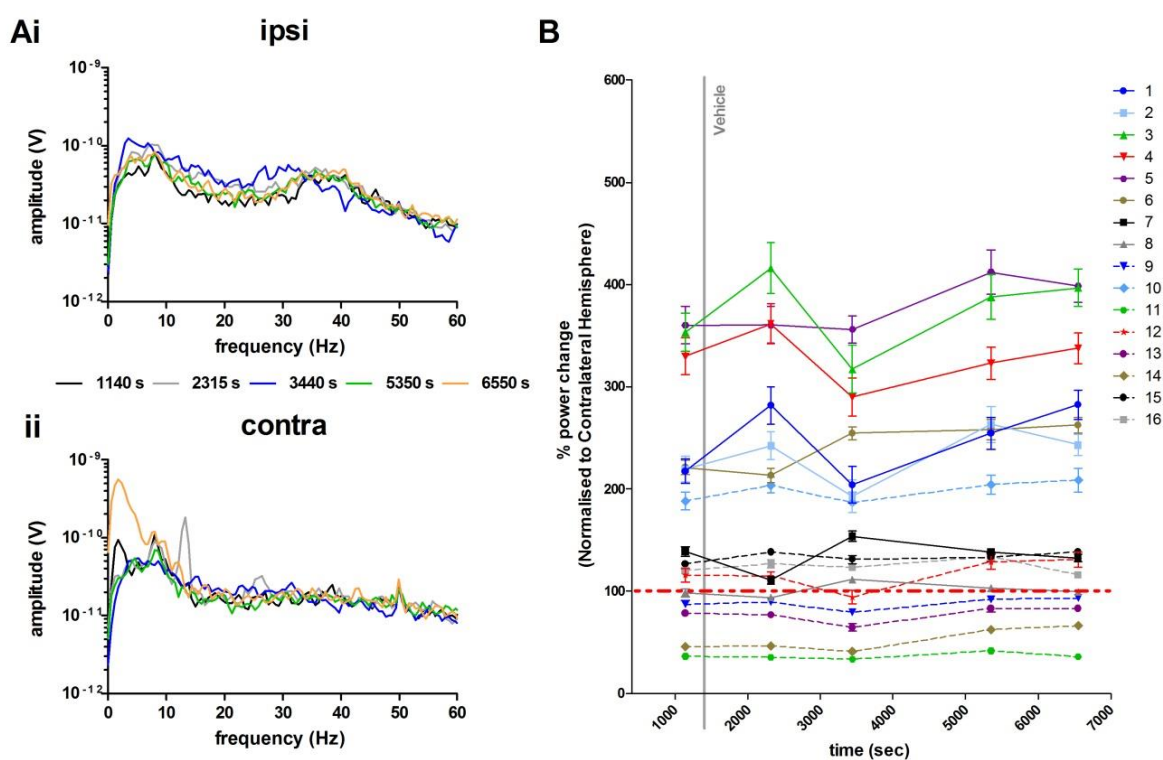 Ai
ipsi
10-9
10-10
10-11
10-12
amplitude (V)
0 10 20 30 40 50 60
frequency (Hz)
1140 s 2315 s 3440 s 5350 s 6550 s
ii
contra
10-9
10-10
10-11
10-12
amplitude (V)
0 10 20 30 40 50 60
frequency (Hz)
B
600
500
400
300
200
100
0
% power change
(Normalised to Contralateral Hemisphere)
Vehicle
1000 2000 3000 4000 5000 6000 7000
time (sec)
1
2
3
4
5
6
7
8
9
10
11
12
13
14
15
16